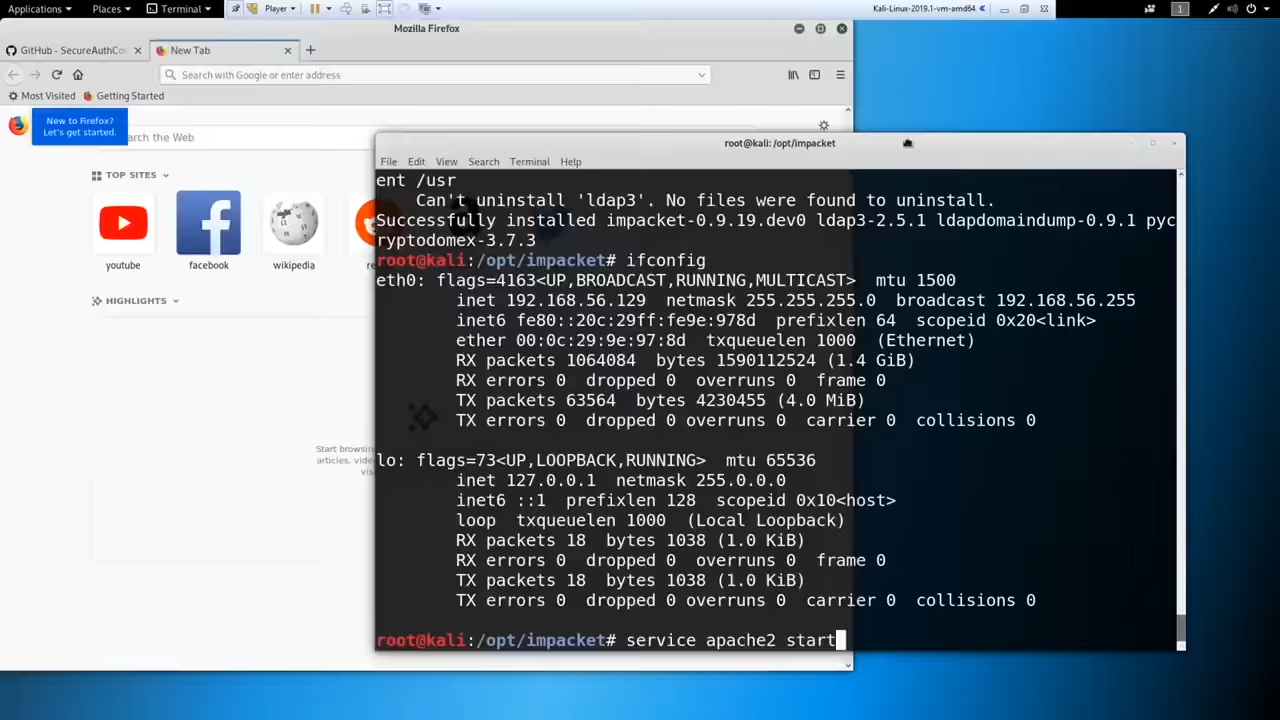 Applications Places Terminal Player Kali-Linux-2019.1-vm-amd64 1
Mozilla Firefox
GitHub - SecureAuthCo New Tab
Search with Google or enter address
Most Visited Getting Started
New to Firefox?
Let's get started.
rch the Web
root@kali: /opt/impacket
File Edit View Search Terminal Help
TOP SITES
youtube facebook wikipedia re
HIGHLIGHTS
Start browsin
articles, vide
vis
ent /usr
Can't uninstall 'ldap3'. No files were found to uninstall.
Successfully installed impacket-0.9.19.dev0 ldap3-2.5.1 ldapdomaindump-0.9.1 pyc
ryptodomex-3.7.3
root@kali:/opt/impacket# ifconfig
eth0: flags=4163<UP,BROADCAST,RUNNING,MULTICAST> mtu 1500
inet 192.168.56.129 netmask 255.255.255.0 broadcast 192.168.56.255
inet6 fe80::20c:29ff:fe9e:978d prefixlen 64 scopeid 0x20<link>
ether 00:0c:29:9e:97:8d txqueuelen 1000 (Ethernet)
RX packets 1064084 bytes 1590112524 (1.4 GiB)
RX errors 0 dropped 0 overruns 0 frame 0
TX packets 63564 bytes 4230455 (4.0 MiB)
TX errors 0 dropped 0 overruns 0 carrier 0 collisions 0
lo: flags=73<UP,LOOPBACK,RUNNING> mtu 65536
inet 127.0.0.1 netmask 255.0.0.0
inet6 ::1 prefixlen 128 scopeid 0x10<host>
loop txqueuelen 1000 (Local Loopback)
RX packets 18 bytes 1038 (1.0 KiB)
RX errors 0 dropped 0 overruns 0 frame 0
TX packets 18 bytes 1038 (1.0 KiB)
TX errors 0 dropped 0 overruns 0 carrier 0 collisions 0
root@kali:/opt/impacket# service apache2 start